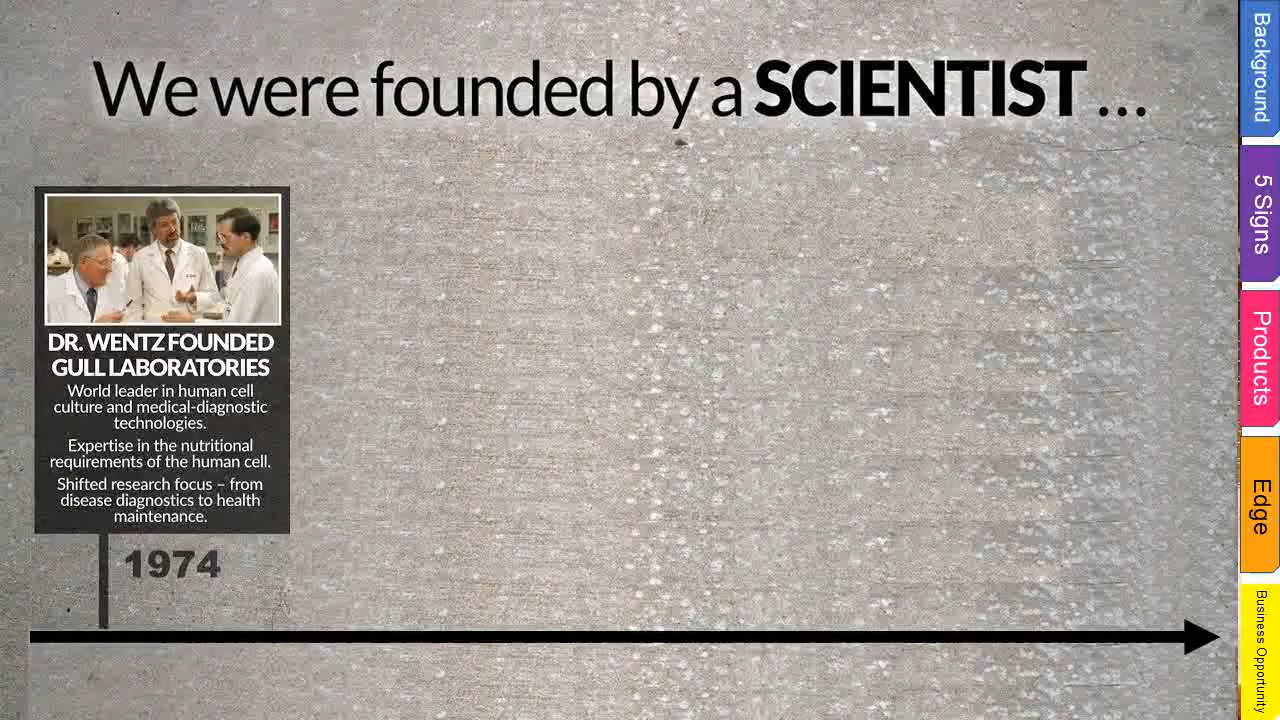 We were founded by a SCIENTIST ...
DR. WENTZ FOUNDED
GULL LABORATORIES
World leader in human cell
culture and medical-diagnostic
technologies.
Expertise in the nutritional
requirements of the human cell.
Shifted research focus – from
disease diagnostics to health
maintenance.
1974
Background
5 Signs
Products
Edge
Business Opportunity